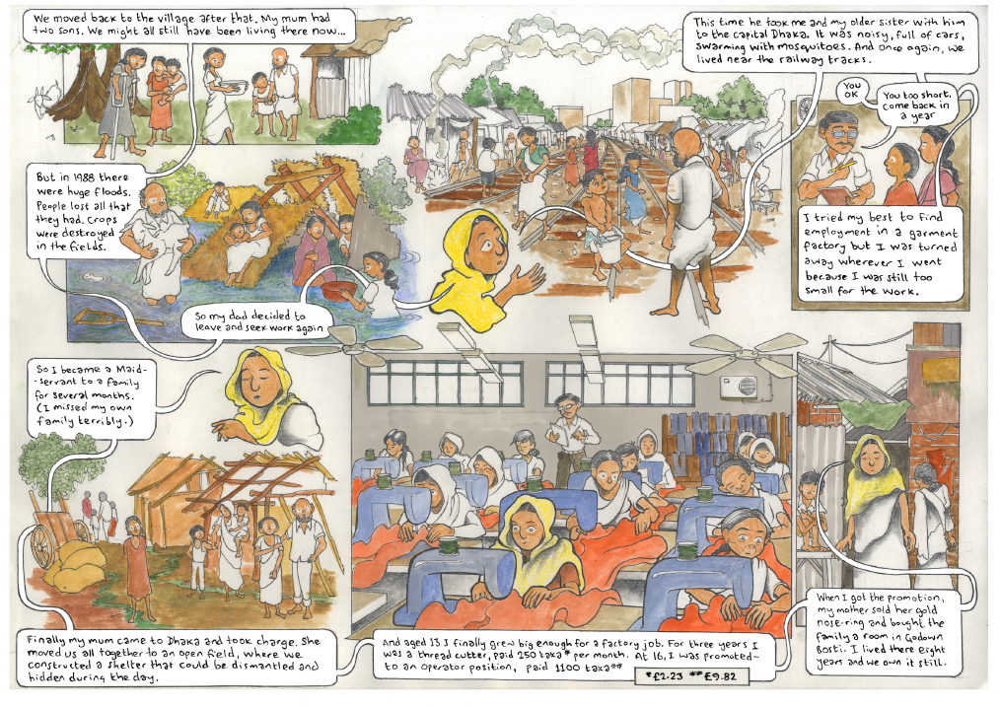 We moved back to the village after that. My mum had
two sons. We might all still have been living there now...
But in 1988 there
were huge floods.
People lost all that
they had. Crops
were destroyed
in the fields.
So my dad decided to
leave and seek work again
This time he took me and my older sister with him
to the capital Dhaka. It was noisy, full of cars,
swarming with mosquitoes. And once again, we
lived near the railway tracks.
You
OK
You too short.
Come back in
a year
I tried my best to find
employment in a garment
factory but I was turned
away wherever I went
because I was still too
small for the work.
So I became a Maid-
-servant to a family
for several months.
(I missed my own
family terribly.)
Finally my mum came to Dhaka and took charge. She
moved us all together to an open field, where we
constructed a shelter that could be dismantled and
hidden during the day.
And aged 13 I finally grew big enough for a factory job. For three years I
was a thread cutter, paid 250 taka* per month. At 16, I was promoted-
to an operator position, paid 1100 taka**
*£2.23 **£9.82
When I got the promotion,
my mother sold her gold
nose-ring and bought the
family a room in Godown
Bosti. I lived there eight
years and we own it still.